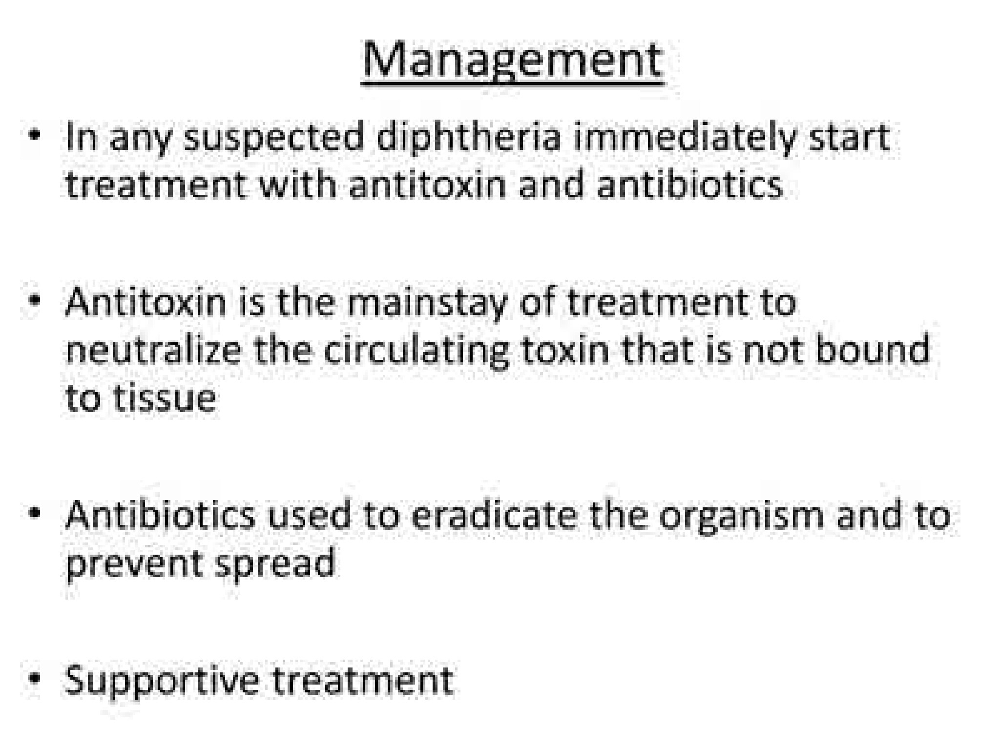 Management
• In any suspected diphtheria immediately start
treatment with antitoxin and antibiotics
• Antitoxin is the mainstay of treatment to
neutralize the circulating toxin that is not bound
to tissue
• Antibiotics used to eradicate the organism and to
prevent spread
• Supportive treatment